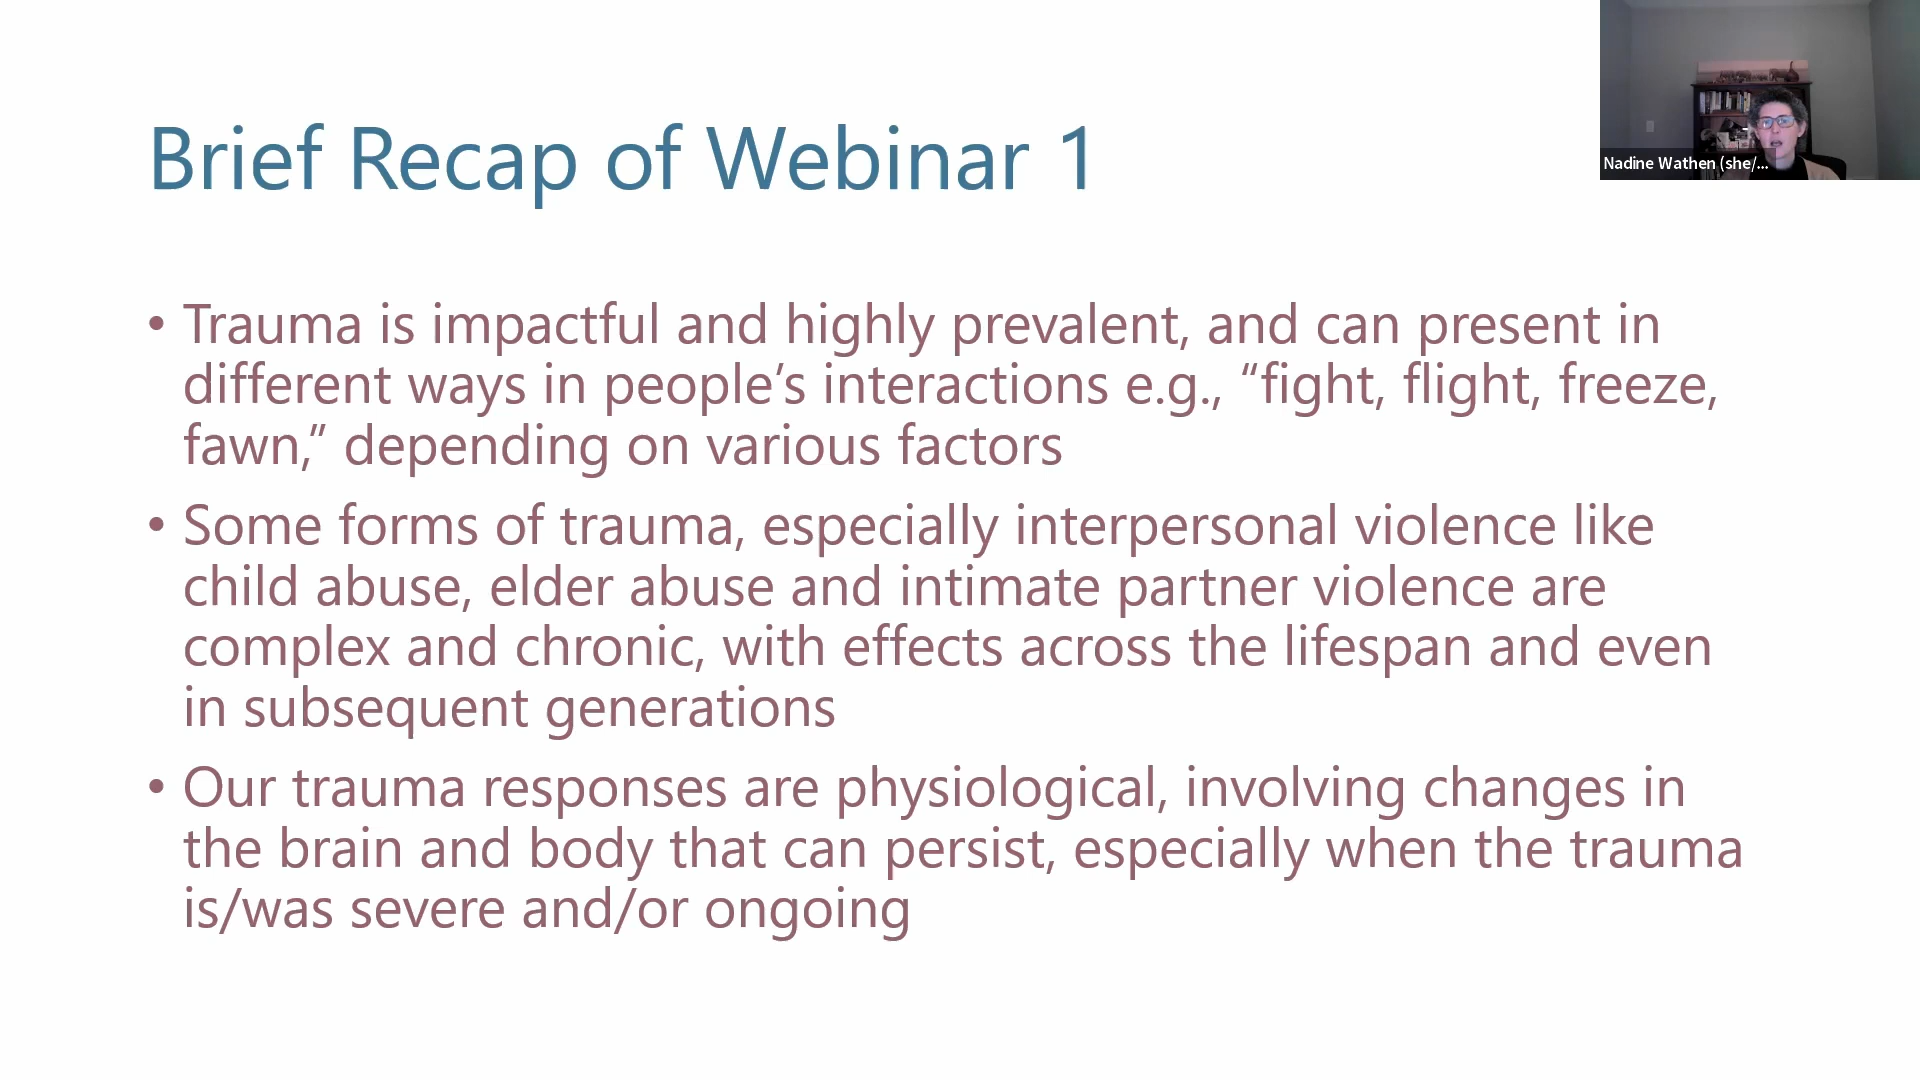 Brief Recap of Webinar 1
Nadine Wathen (she/...
• Trauma is impactful and highly prevalent, and can present in
different ways in people’s interactions e.g., “fight, flight, freeze,
fawn,” depending on various factors
• Some forms of trauma, especially interpersonal violence like
child abuse, elder abuse and intimate partner violence are
complex and chronic, with effects across the lifespan and even
in subsequent generations
• Our trauma responses are physiological, involving changes in
the brain and body that can persist, especially when the trauma
is/was severe and/or ongoing